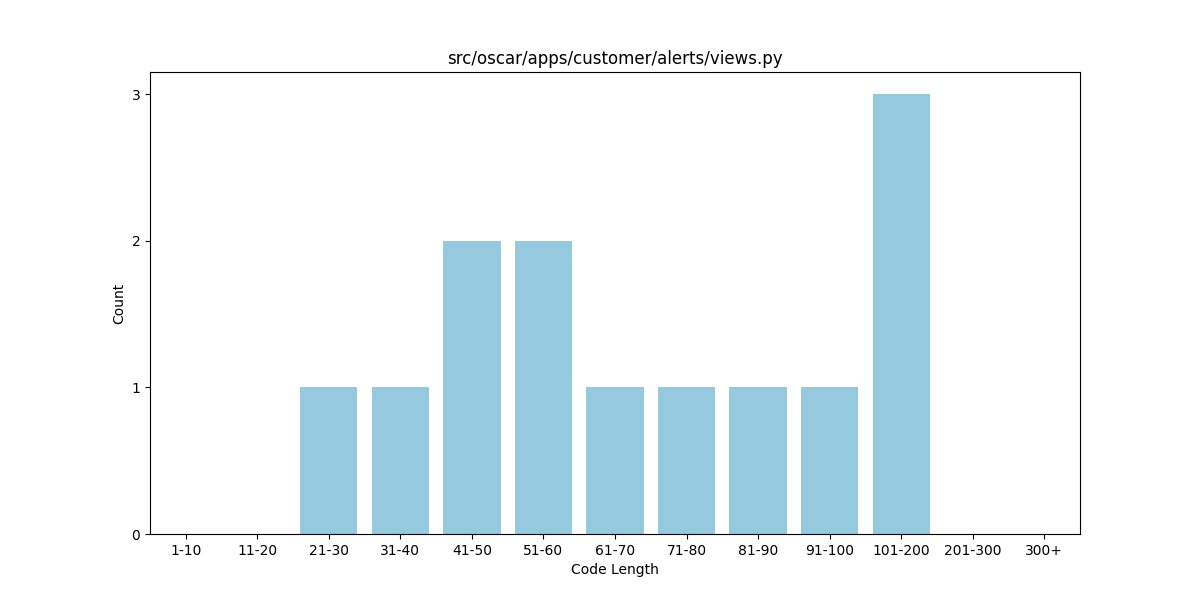 src/oscar/apps/customer/alerts/views.py
3
2
1
0
Count
1-10 11-20 21-30 31-40 41-50 51-60 61-70 71-80 81-90 91-100 101-200 201-300 300+
Code Length